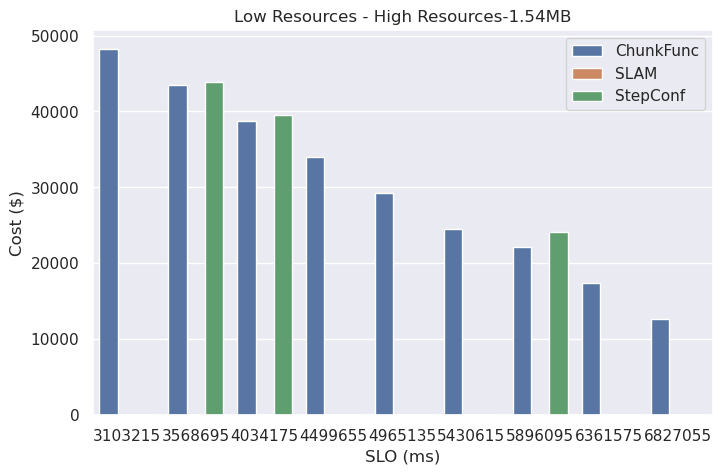 Low Resources - High Resources-1.54MB
ChunkFunc
SLAM
StepConf
Cost ($)
50000
40000
30000
20000
10000
0
3103215 3568695 4034175 4499655 4965135 5430615 5896095 6361575 6827055
SLO (ms)